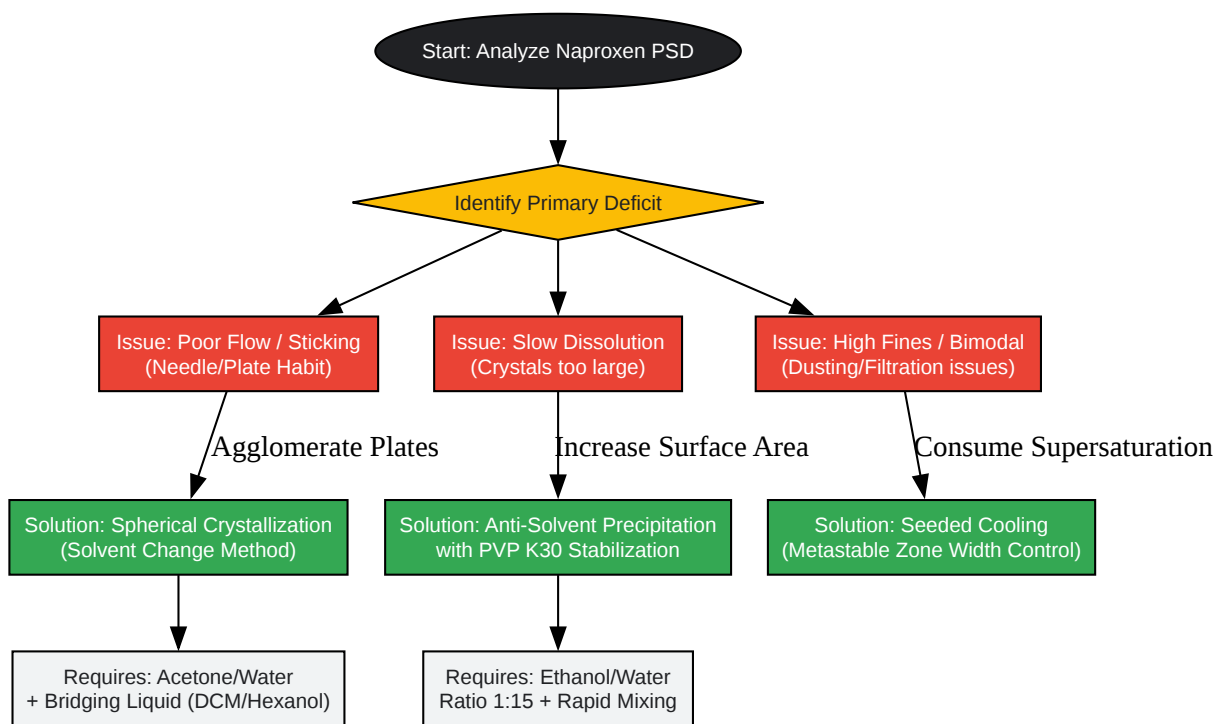 Start: Analyze Naproxen PSD
Identify Primary Deficit
Issue: Poor Flow / Sticking
(Needle/Plate Habit)
Issue: Slow Dissolution
(Crystals too large)
Issue: High Fines / Bimodal
(Dusting/Filtration issues)
Agglomerate Plates
Increase Surface Area
Consume Supersaturation
Solution: Spherical Crystallization
(Solvent Change Method)
Solution: Anti-Solvent Precipitation
with PVP K30 Stabilization
Solution: Seeded Cooling
(Metastable Zone Width Control)
Requires: Acetone/Water
+ Bridging Liquid (DCM/Hexanol)
Requires: Ethanol/Water
Ratio 1:15 + Rapid Mixing